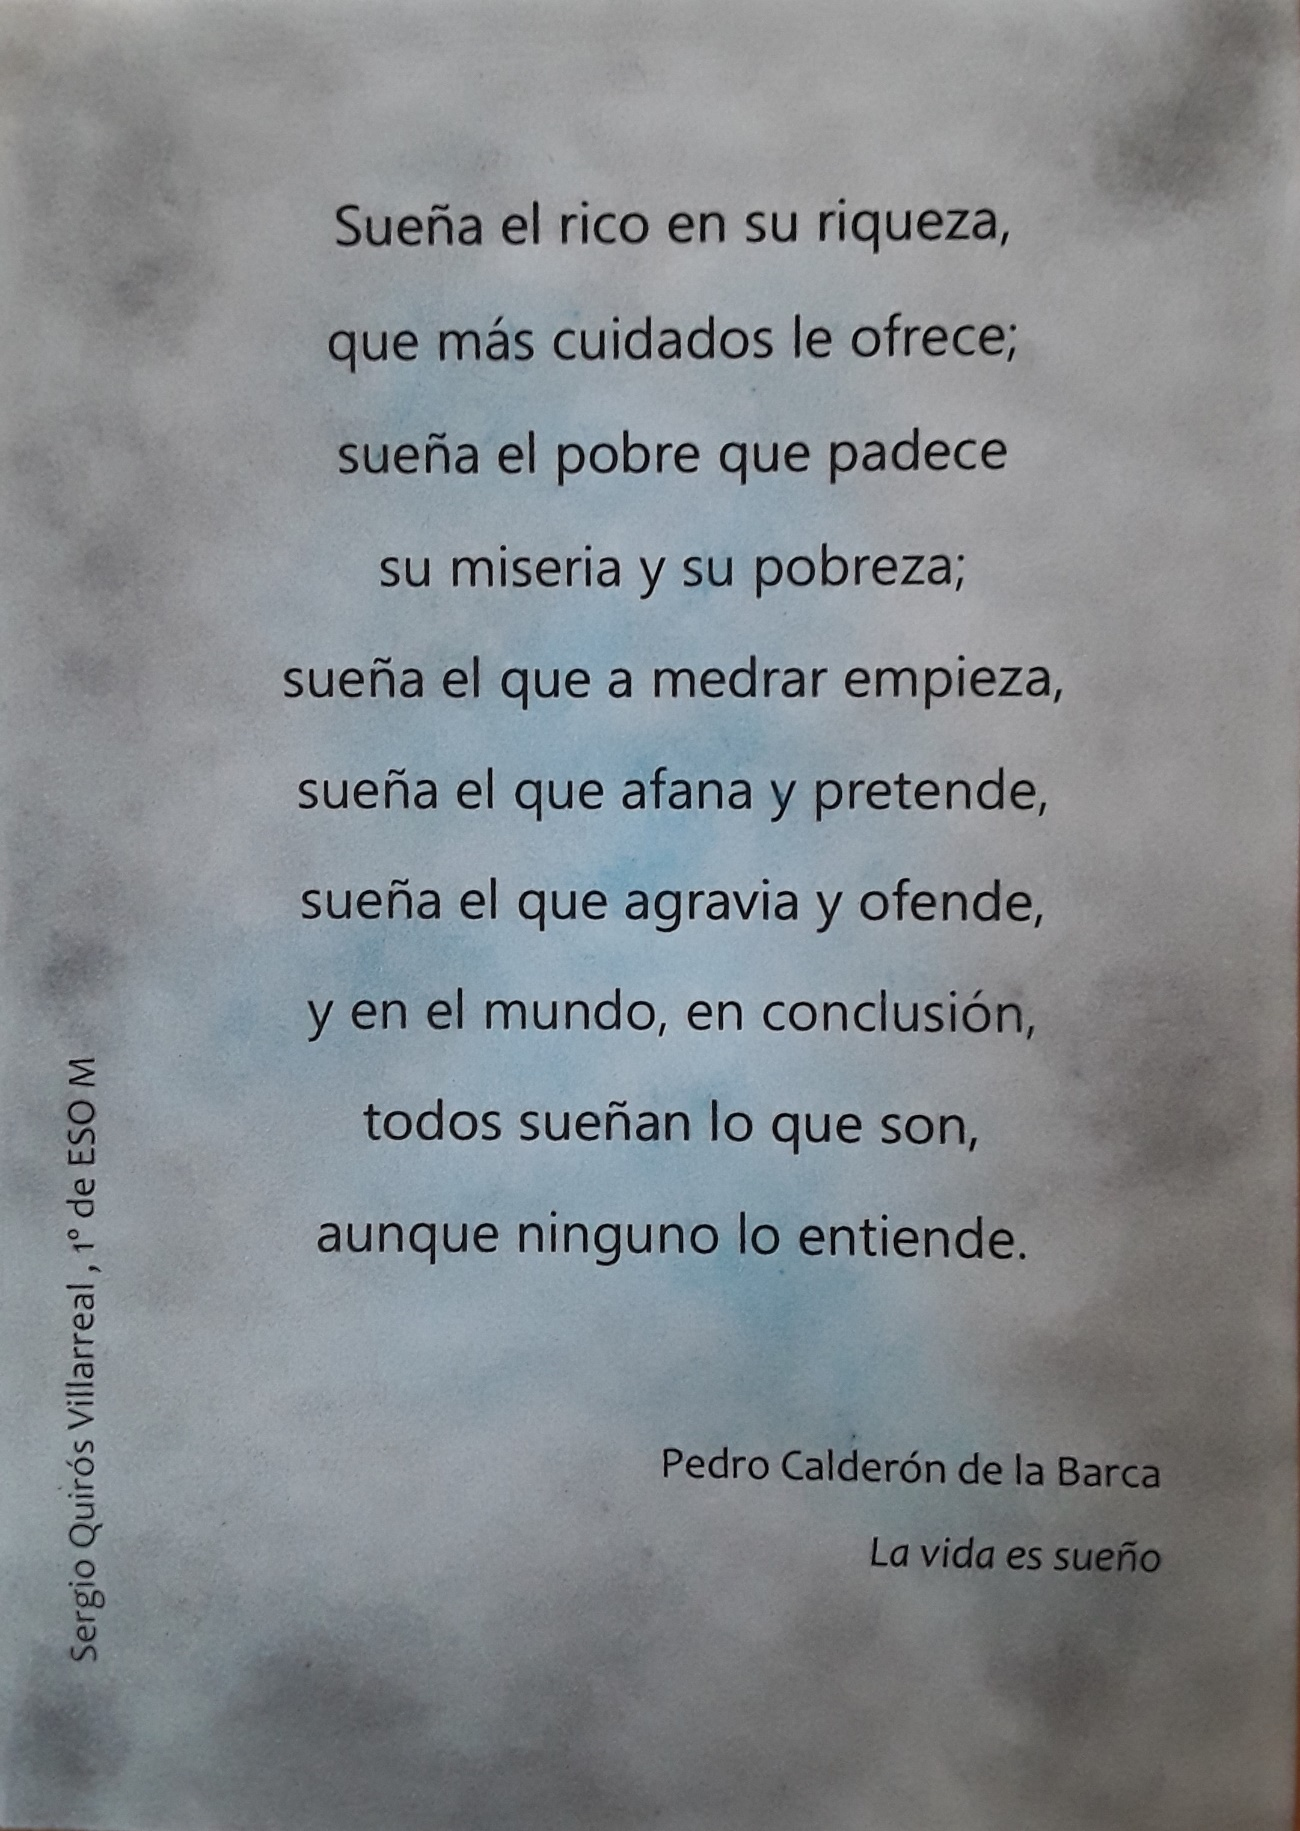 Sueña el rico en su riqueza,
que más cuidados le ofrece;
sueña el pobre que padece
su miseria y su pobreza;
sueña el que a medrar empieza,
sueña el que afana y pretende,
sueña el que agravia y ofende,
y en el mundo, en conclusión,
todos sueñan lo que son,
aunque ninguno lo entiende.
Pedro Calderón de la Barca
La vida es sueño
Sergio Quirós Villarreal , 1º de ESO M